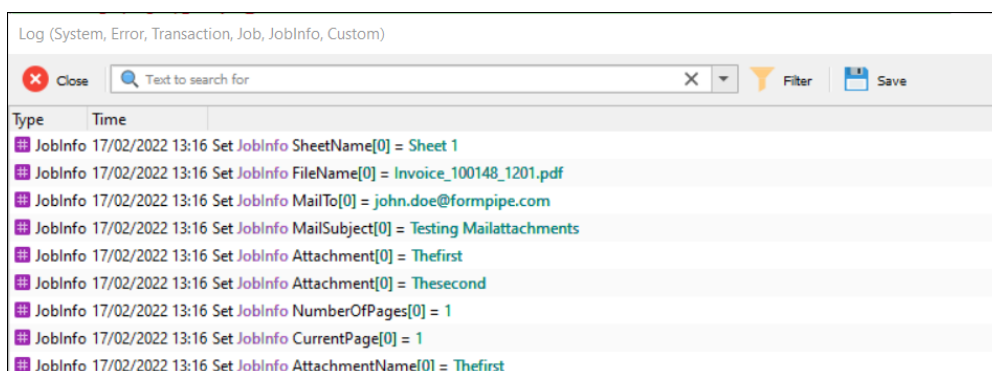 Log (System, Error, Transaction, Job, JobInfo, Custom)
Close Text to search for Filter Save
Type Time
JobInfo 17/02/2022 13:16 Set JobInfo SheetName[0] = Sheet 1
JobInfo 17/02/2022 13:16 Set JobInfo FileName[0] = Invoice_100148_1201.pdf
JobInfo 17/02/2022 13:16 Set JobInfo MailTo[0] = john.doe@formpipe.com
JobInfo 17/02/2022 13:16 Set JobInfo MailSubject[0] = Testing Mailattachments
JobInfo 17/02/2022 13:16 Set JobInfo Attachment[0] = Thefirst
JobInfo 17/02/2022 13:16 Set JobInfo Attachment[0] = Thesecond
JobInfo 17/02/2022 13:16 Set JobInfo NumberOfPages[0] = 1
JobInfo 17/02/2022 13:16 Set JobInfo CurrentPage[0] = 1
JobInfo 17/02/2022 13:16 Set JobInfo AttachmentName[0] = Thefirst